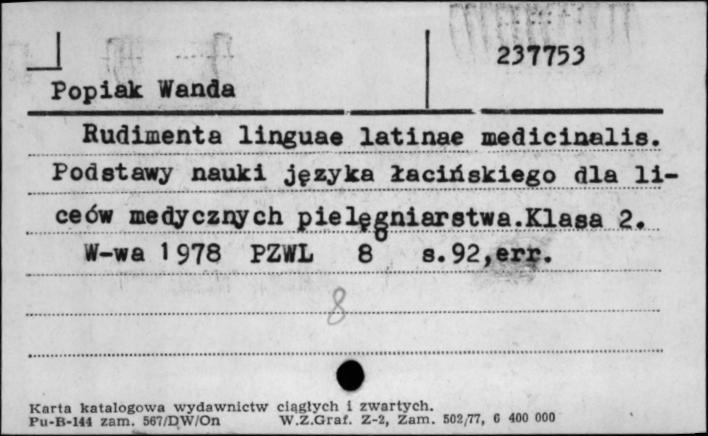 237753
Popiak Wanda
Rudimenta linguae latinae medicinalis.
Podstawy nauki języka łacińskiego dla li-
ceów medycznych pielęgniarstwa.Klasa 2.
W-wa 1978 PZWL 8 s.92,err.
8
Karta katalogowa wydawnictw ciągłych i zwartych.
Pu-B-144 zam. 567/DW/On W.Z.Graf. Z-2, Zam. 502/77, 6 400 000